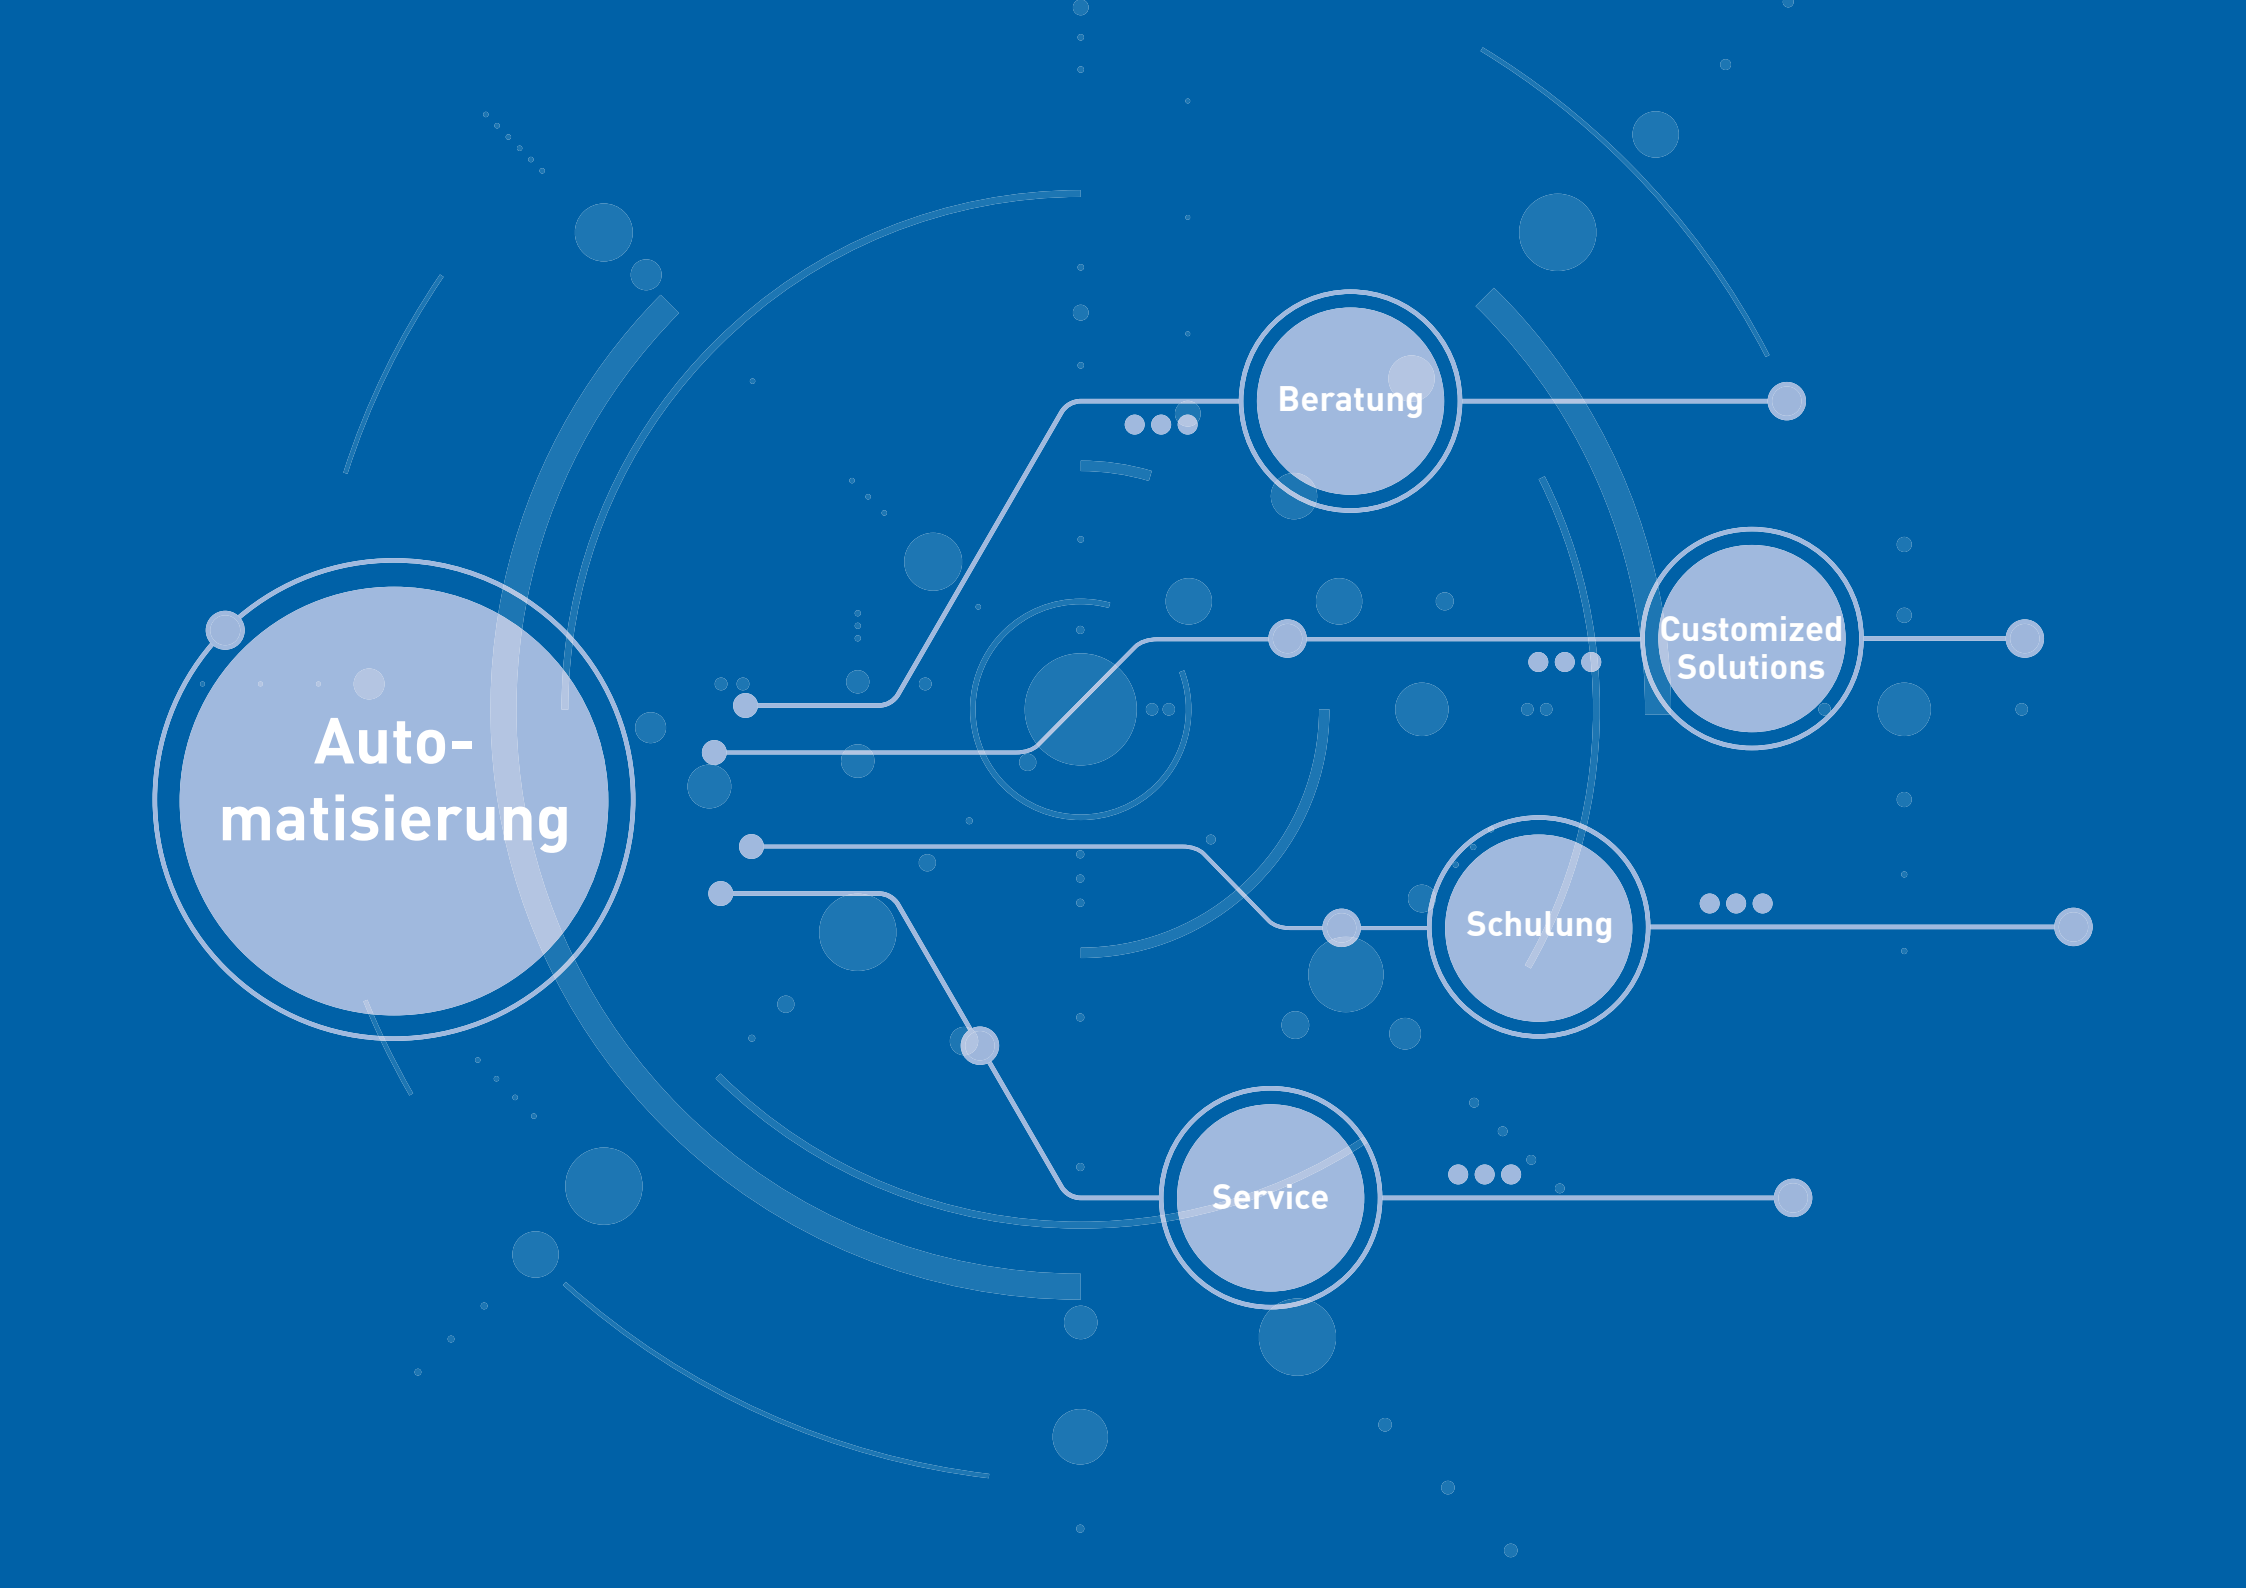 Auto-
matisierung
Beratung
Customized
Solutions
Schulung
Service